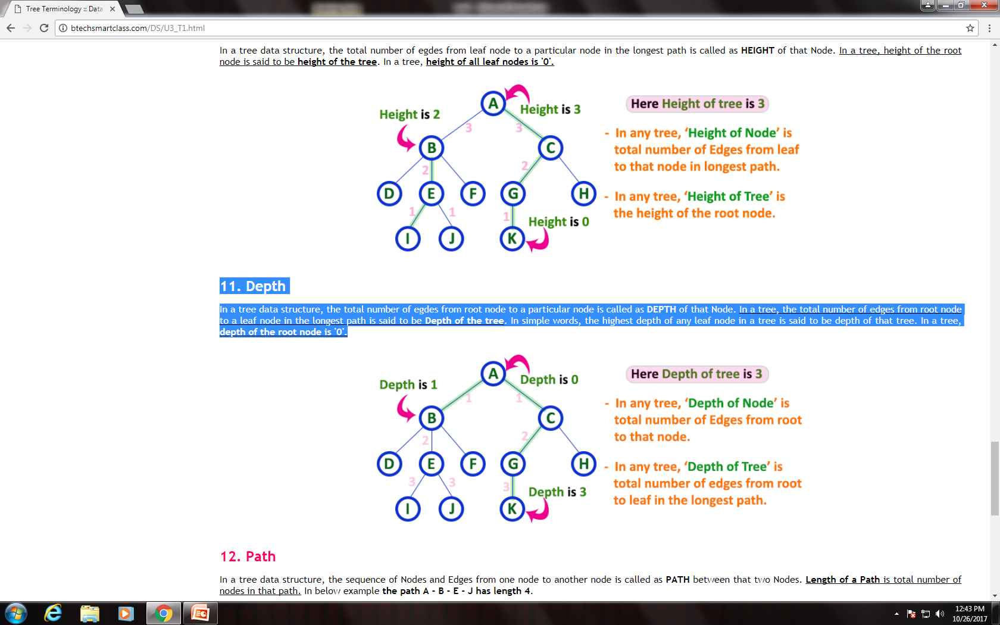 Tree Terminology :: Data
btechsmartclass.com/DS/U3_T1.html
In a tree data structure, the total number of egdes from leaf node to a particular node in the longest path is called as HEIGHT of that Node. In a tree, height of the root
node is said to be height of the tree. In a tree, height of all leaf nodes is '0'.
A
Height is 3
Here Height of tree is 3
Height is 2
3
3
- In any tree, ‘Height of Node’ is
total number of Edges from leaf
to that node in longest path.
B
C
2
2
D
E
F
G
H
- In any tree, ‘Height of Tree’ is
the height of the root node.
1
1
1
Height is 0
I
J
K
11. Depth
In a tree data structure, the total number of egdes from root node to a particular node is called as DEPTH of that Node. In a tree, the total number of edges from root node
to a leaf node in the longest path is said to be Depth of the tree. In simple words, the highest depth of any leaf node in a tree is said to be depth of that tree. In a tree,
depth of the root node is '0'.
A
Depth is 0
Here Depth of tree is 3
Depth is 1
1
1
- In any tree, ‘Depth of Node’ is
total number of Edges from root
to that node.
B
C
2
2
D
E
F
G
H
- In any tree, ‘Depth of Tree’ is
total number of edges from root
to leaf in the longest path.
3
3
3
Depth is 3
I
J
K
12. Path
In a tree data structure, the sequence of Nodes and Edges from one node to another node is called as PATH between that two Nodes. Length of a Path is total number of
nodes in that path. In below example the path A - B - E - J has length 4.
12:43 PM
10/26/2017